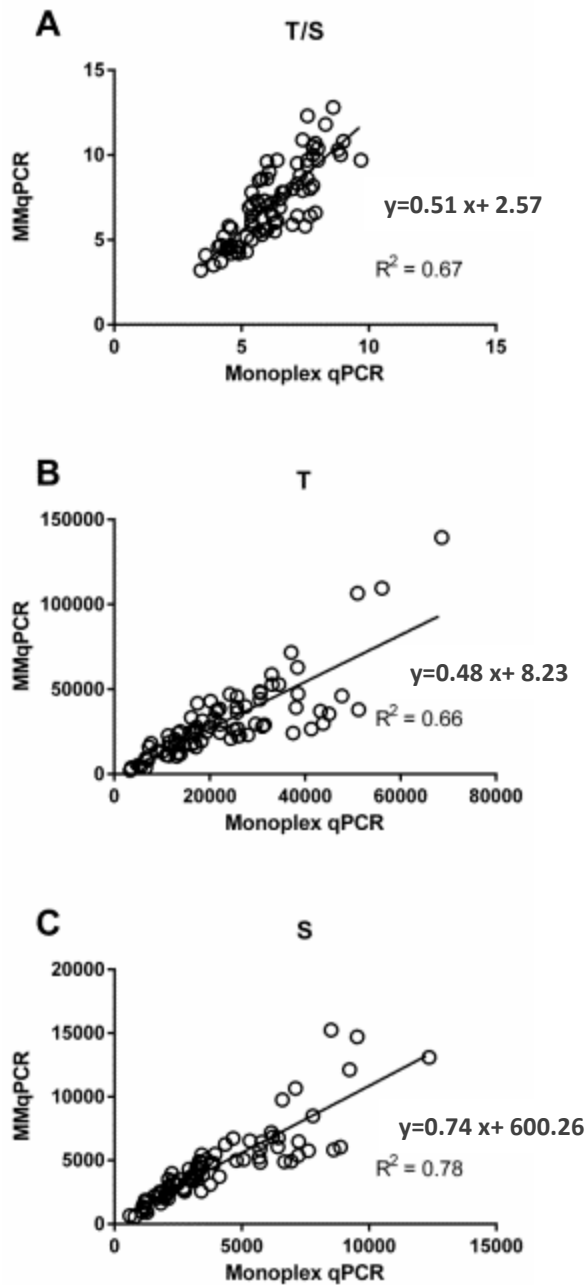 A
T/S
15
10
5
0
MMqPCR
y=0.51 x+ 2.57
R² = 0.67
0 5 10 15
Monoplex qPCR
B
T
150000
100000
50000
0
MMqPCR
y=0.48 x+ 8.23
R² = 0.66
0 20000 40000 60000 80000
Monoplex qPCR
C
S
20000
15000
10000
5000
0
MMqPCR
y=0.74 x+ 600.26
R² = 0.78
0 5000 10000 15000
Monoplex qPCR